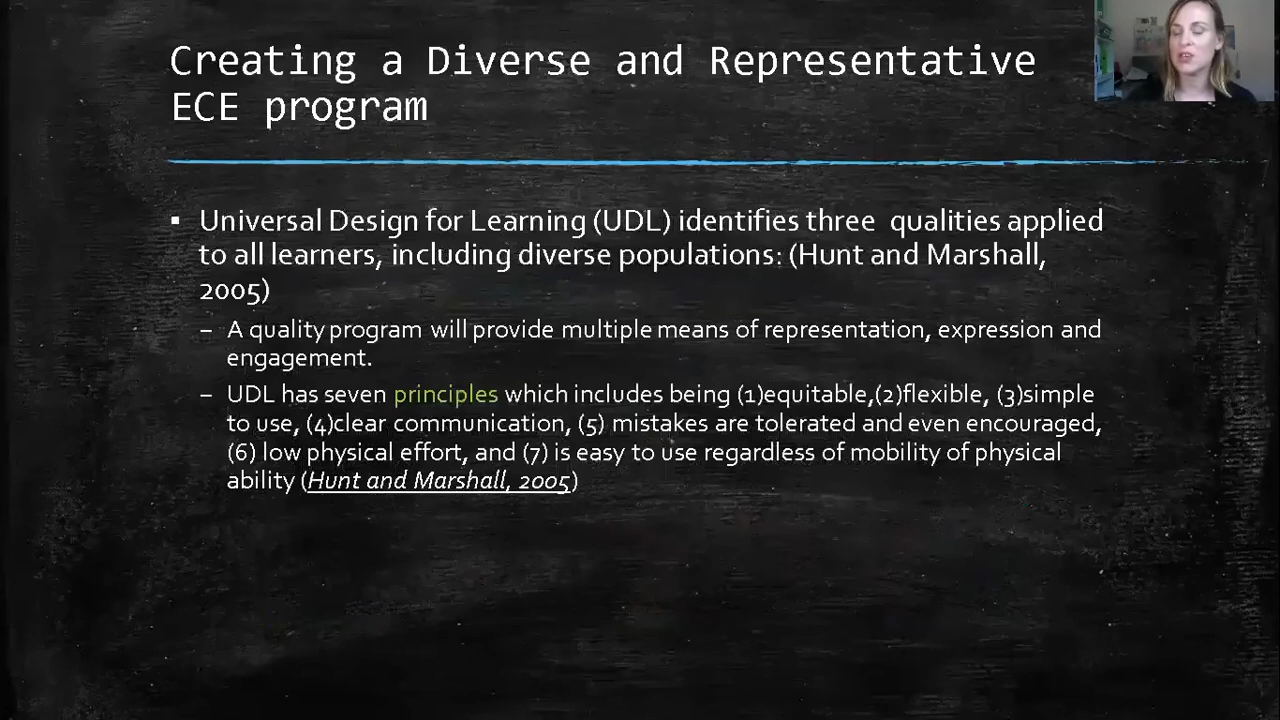 Creating a Diverse and Representative
ECE program
▪ Universal Design for Learning (UDL) identifies three qualities applied
to all learners, including diverse populations: (Hunt and Marshall,
2005)
– A quality program will provide multiple means of representation, expression and
engagement.
– UDL has seven principles which includes being (1)equitable,(2)flexible, (3)simple
to use, (4)clear communication, (5) mistakes are tolerated and even encouraged,
(6) low physical effort, and (7) is easy to use regardless of mobility of physical
ability (Hunt and Marshall, 2005)